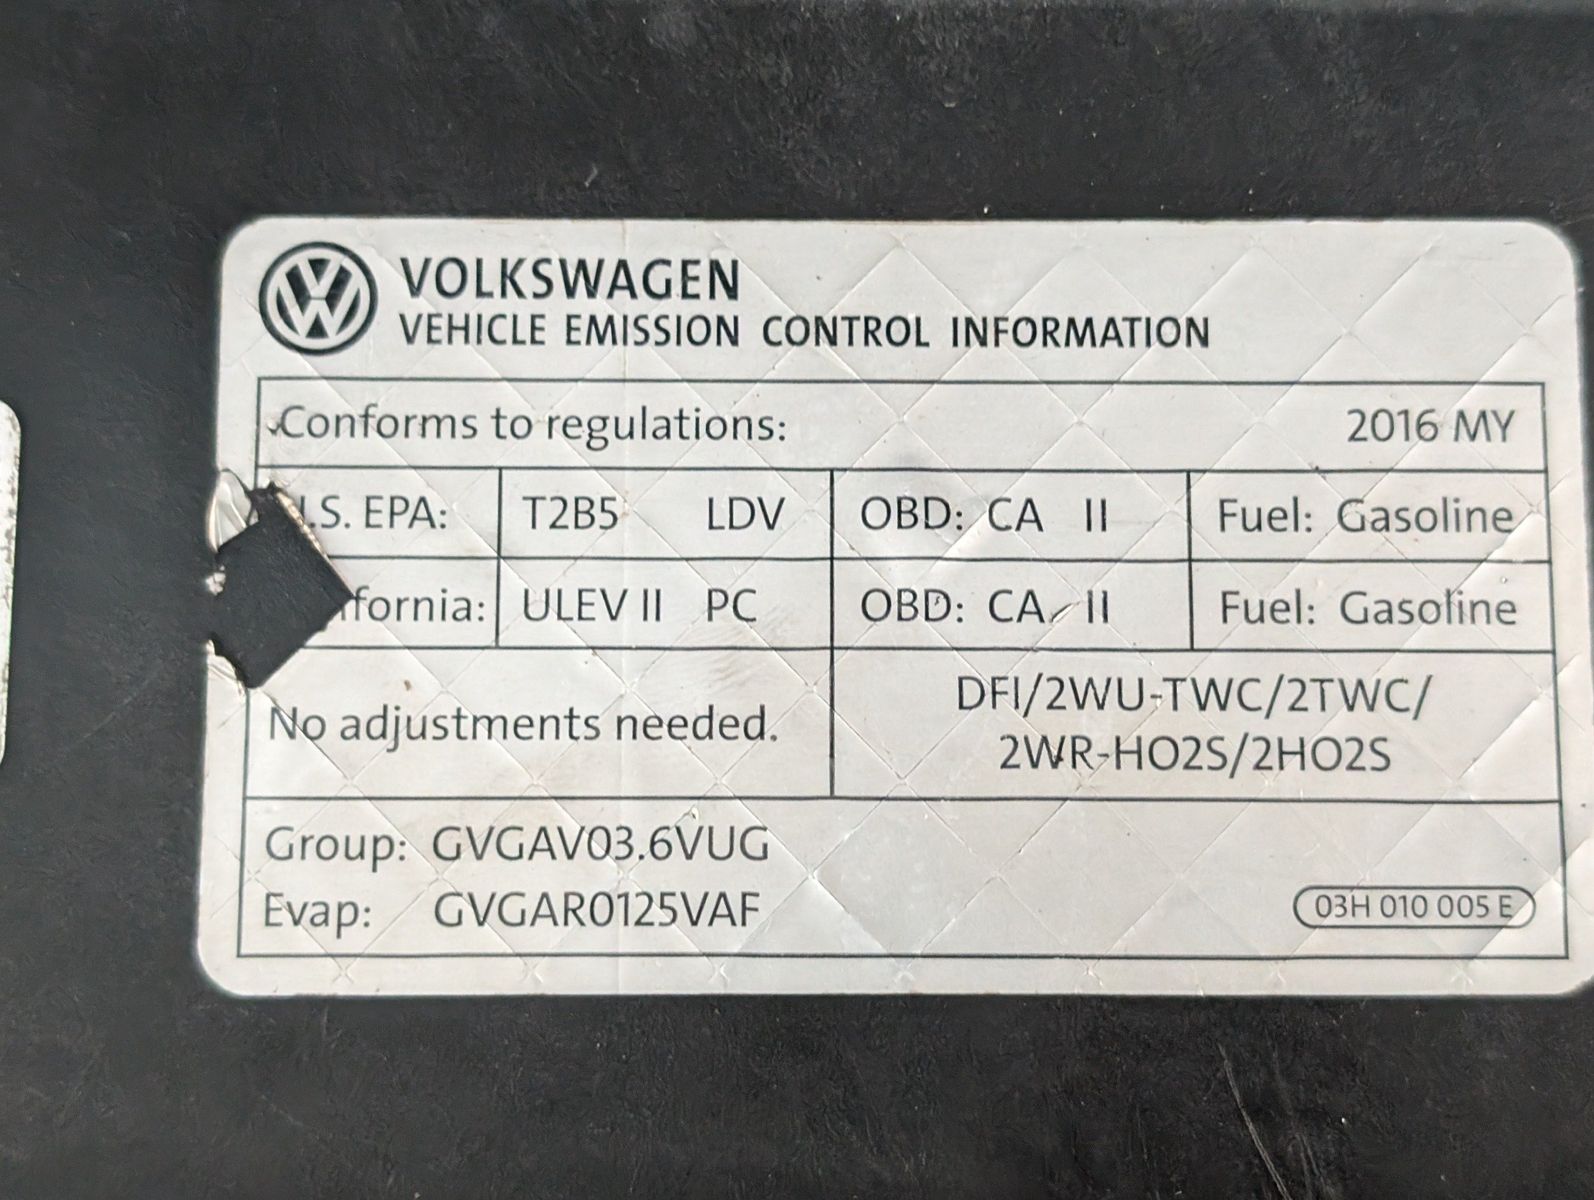 VOLKSWAGEN
VEHICLE EMISSION CONTROL INFORMATION
Conforms to regulations: 2016 MY
.S. EPA: T2B5 LDV OBD: CA II Fuel: Gasoline
fornia: ULEV II PC OBD: CA II Fuel: Gasoline
No adjustments needed.
DFI/2WU-TWC/2TWC/
2WR-HO2S/2HO2S
Group: GVGAV03.6VUG
Evap: GVGAR0125VAF
03H 010 005 E